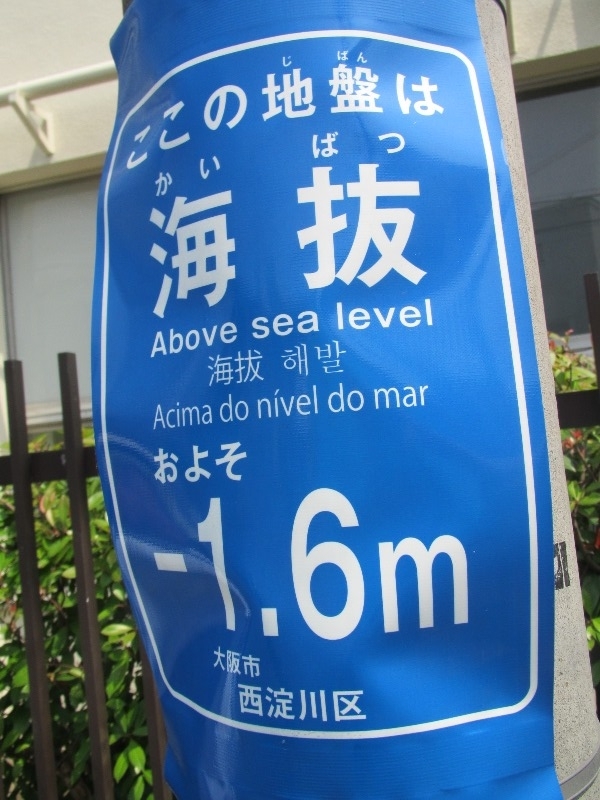 じ ばん
ここの地盤は
かい ばつ
海抜
Above sea level
海拔 해발
Acima do nível do mar
およそ
-1.6m
大阪市
西淀川区